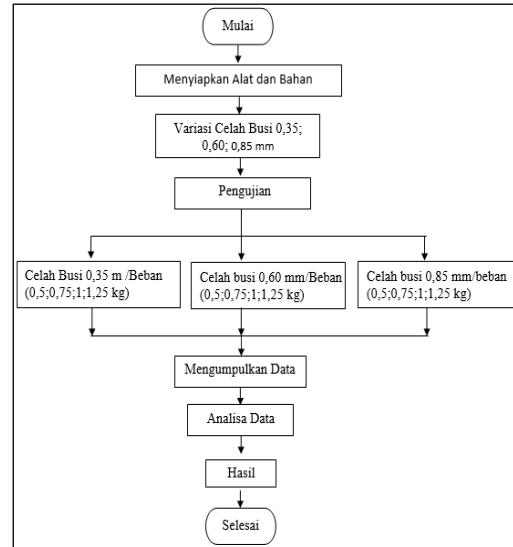 Mulai
Menyiapkan Alat dan Bahan
Variasi Celah Busi 0,35;
0,60; 0,85 mm
Pengujian
Celah Busi 0,35 m /Beban
(0,5;0,75;1;1,25 kg)
Celah busi 0,60 mm/Beban
(0,5;0,75;1;1,25 kg)
Celah busi 0,85 mm/beban
(0,5;0,75;1;1,25 kg)
Mengumpulkan Data
Analisa Data
Hasil
Selesai